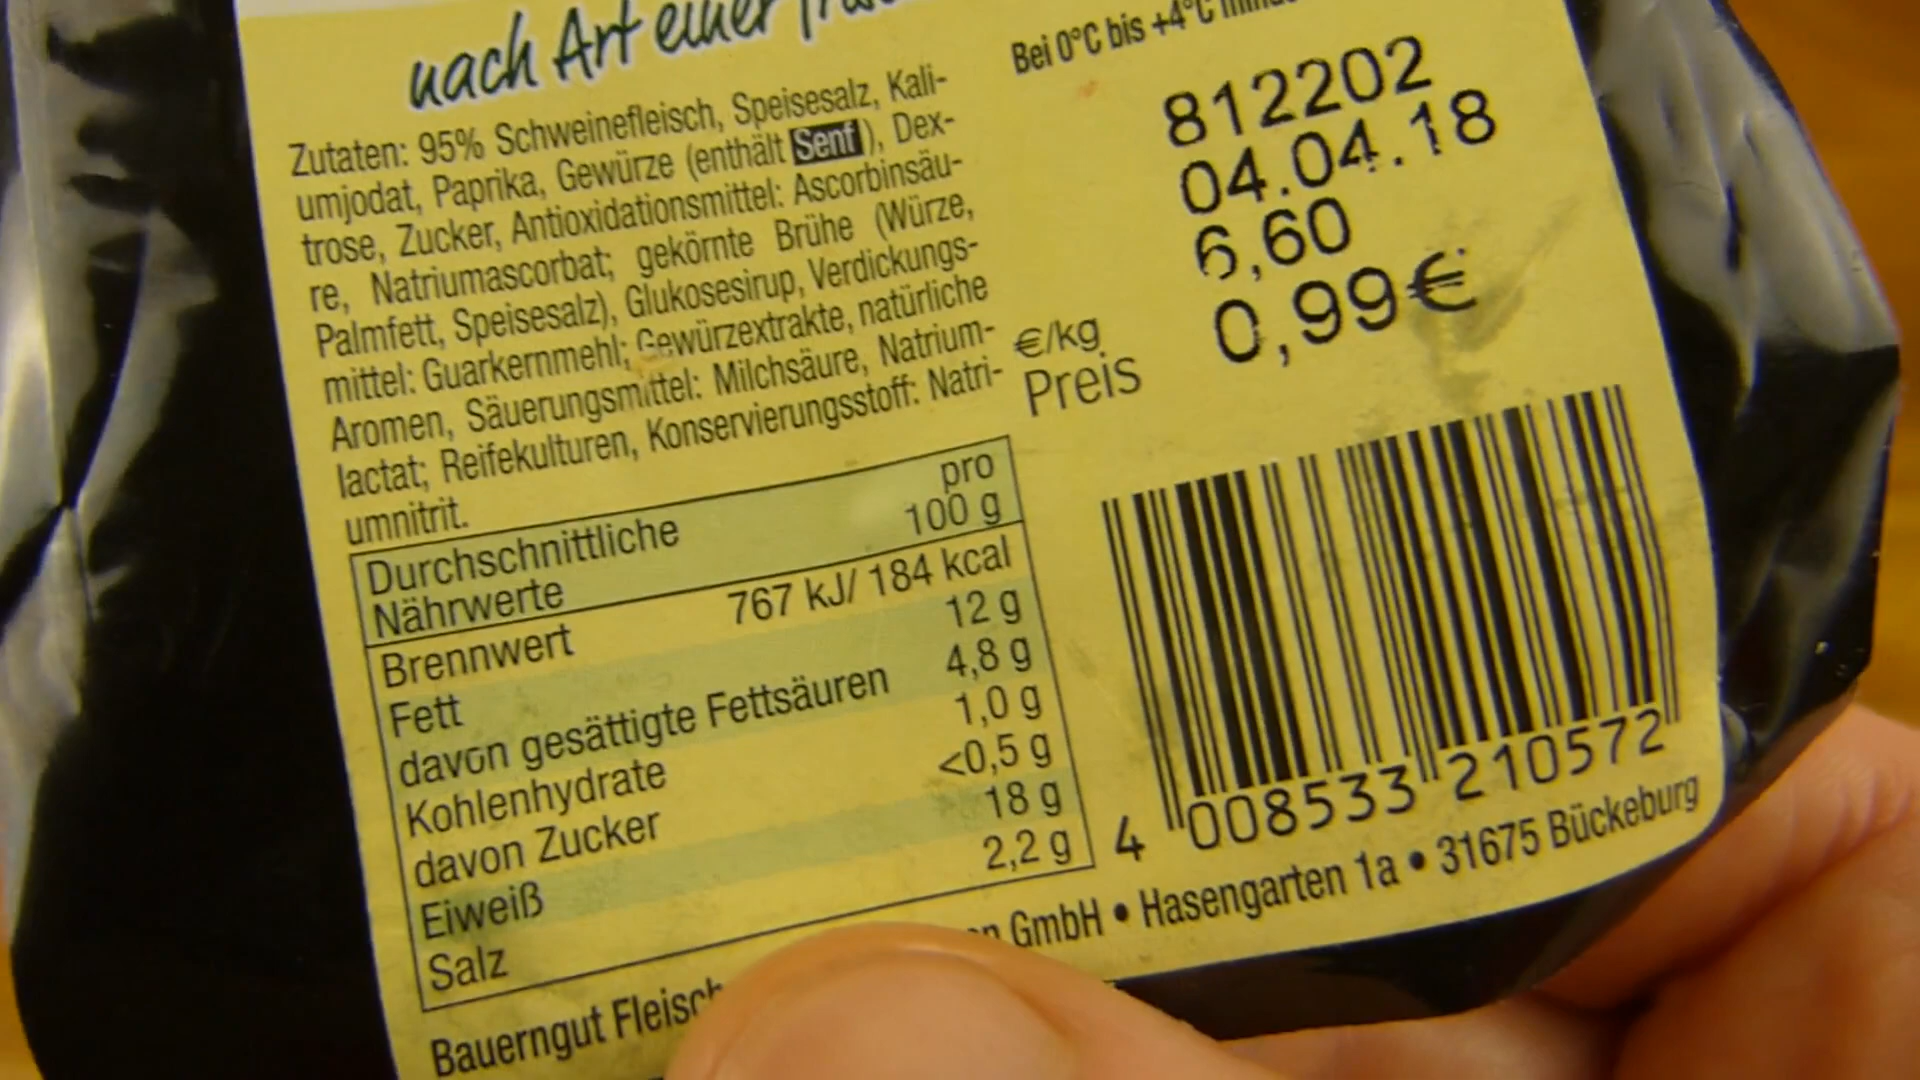 nach Art einer
Zutaten: 95% Schweinefleisch, Speisesalz, Kali-
umjodat, Paprika, Gewürze (enthält Senf), Dex-
trose, Zucker, Antioxidationsmittel: Ascorbinsäu-
re, Natriumascorbat; gekörnte Brühe (Würze,
Palmfett, Speisesalz), Glukosesirup, Verdickungs-
mittel: Guarkernmehl; Gewürzextrakte, natürliche
Aromen, Säuerungsmittel: Milchsäure, Natrium-
lactat; Reifekulturen, Konservierungsstoff: Natri-
umnitrit.
Durchschnittliche Nährwerte pro 100 g
Brennwert 767 kJ/ 184 kcal
Fett 12 g
davon gesättigte Fettsäuren 4,8 g
Kohlenhydrate 1,0 g
davon Zucker <0,5 g
Eiweiß 18 g
Salz 2,2 g
Bei 0°C bis +4°C
812202
04.04.18
€/kg 6,60
Preis 0,99€
4 008533 210572
Bauerngut Fleisch GmbH • Hasengarten 1a • 31675 Bückeburg